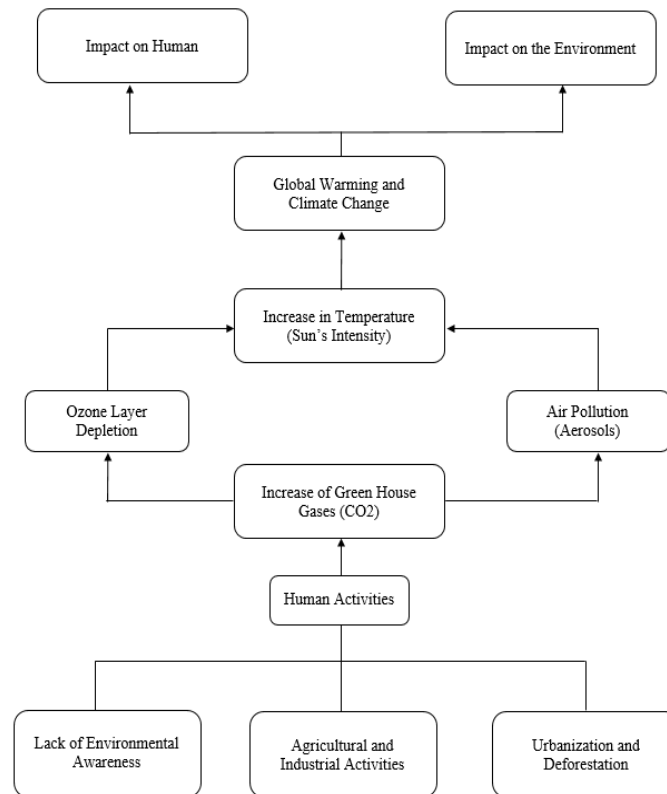 Impact on Human
Impact on the Environment
Global Warming and
Climate Change
Increase in Temperature
(Sun’s Intensity)
Ozone Layer
Depletion
Air Pollution
(Aerosols)
Increase of Green House
Gases (CO2)
Human Activities
Lack of Environmental
Awareness
Agricultural and
Industrial Activities
Urbanization and
Deforestation